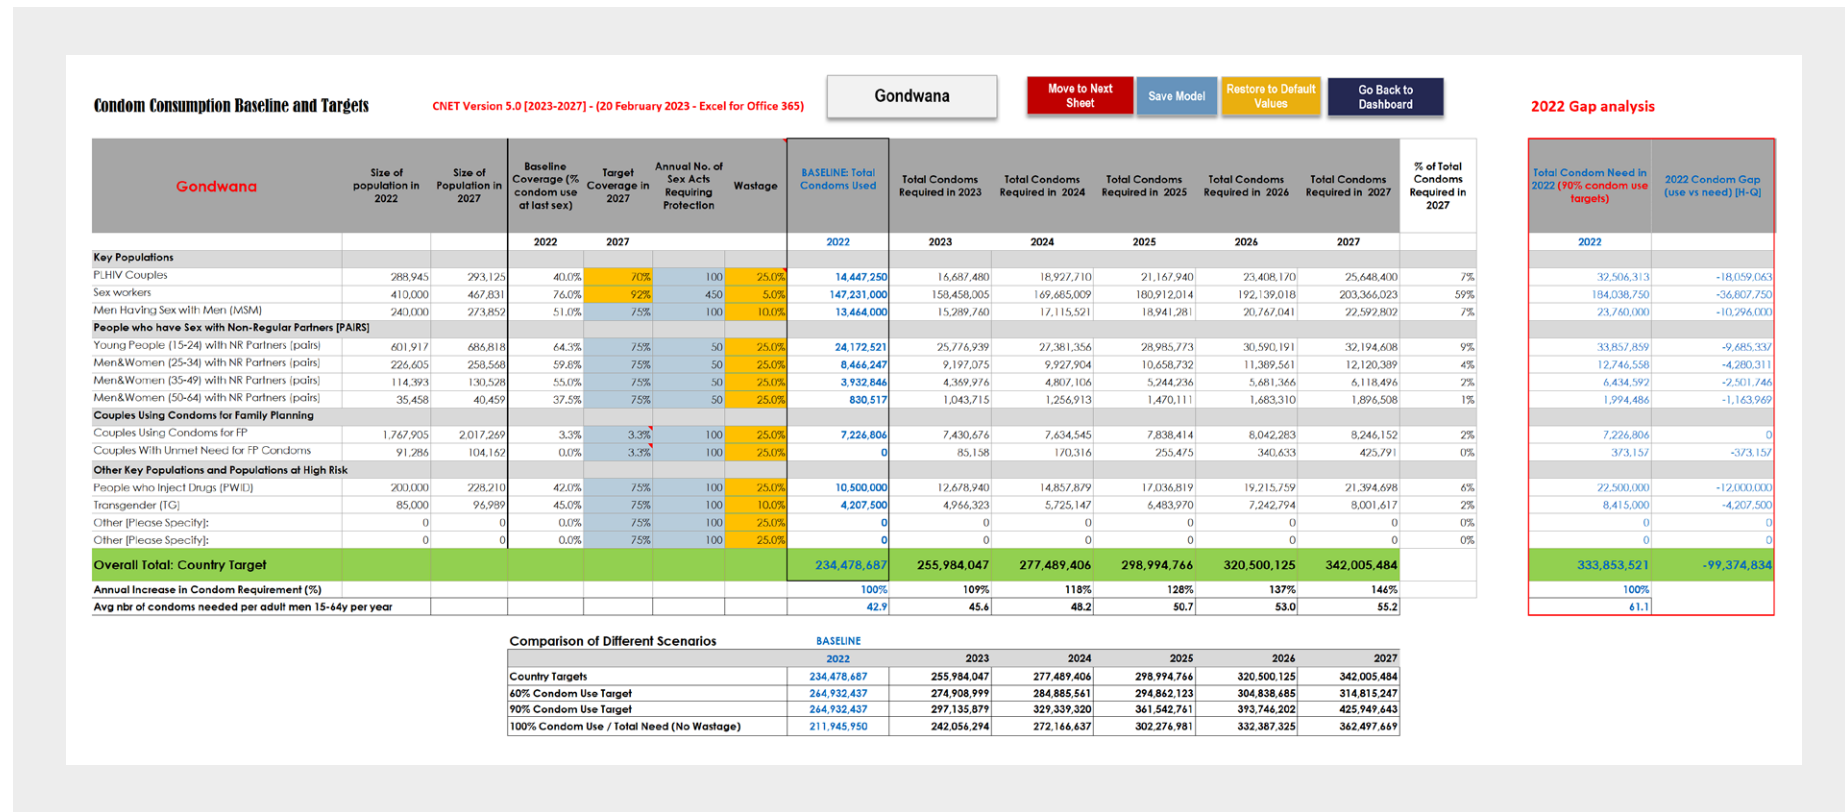 Condom Consumption Baseline and Targets CNET Version 5.0 [2023-2027] - (20 February 2023 - Excel for Office 365) Gondwana Move to Next Sheet Save Model Restore to Default Values Go Back to Dashboard 2022 Gap analysis
Gondwana Size of population in 2022 Size of Population in 2027 Baseline Coverage (% condom use at last sex) Target Coverage in 2027 Annual No. of Sex Acts Requiring Protection Wastage BASELINE: Total Condoms Used Total Condoms Required in 2023 Total Condoms Required in 2024 Total Condoms Required in 2025 Total Condoms Required in 2026 Total Condoms Required in 2027 % of Total Condoms Required in 2027 Total Condom Need in 2022 (90% condom use targets) 2022 Condom Gap (use vs need) [H-Q]
2022 2027 2022 2023 2024 2025 2026 2027 2022
Key Populations
PLHIV Couples 288,945 293,125 40.0% 70% 100 25.0% 14,447,250 16,687,480 18,927,710 21,167,940 23,408,170 25,648,400 7% 32,506,313 -18,059,063
Sex workers 410,000 467,831 76.0% 92% 450 5.0% 147,231,000 158,458,005 169,685,009 180,912,014 192,139,018 203,366,023 59% 184,038,750 -36,807,750
Men Having Sex with Men (MSM) 240,000 273,852 51.0% 75% 100 10.0% 13,464,000 15,289,760 17,115,521 18,941,281 20,767,041 22,592,802 7% 23,760,000 -10,296,000
People who have Sex with Non-Regular Partners [PAIRS]
Young People (15-24) with NR Partners (pairs) 601,917 686,818 64.3% 75% 50 25.0% 24,172,521 25,776,939 27,381,356 28,985,773 30,590,191 32,194,608 9% 33,857,859 -9,685,337
Men&Women (25-34) with NR Partners (pairs) 226,605 258,568 59.8% 75% 50 25.0% 8,466,247 9,197,075 9,927,904 10,658,732 11,389,561 12,120,389 4% 12,746,558 -4,280,311
Men&Women (35-49) with NR Partners (pairs) 114,393 130,528 55.0% 75% 50 25.0% 3,932,846 4,369,976 4,807,106 5,244,236 5,681,366 6,118,496 2% 6,434,592 -2,501,746
Men&Women (50-64) with NR Partners (pairs) 35,458 40,459 37.5% 75% 50 25.0% 830,517 1,043,715 1,256,913 1,470,111 1,683,310 1,896,508 1% 1,994,486 -1,163,969
Couples Using Condoms for Family Planning
Couples Using Condoms for FP 1,767,905 2,017,269 3.3% 3.3% 100 25.0% 7,226,806 7,430,676 7,634,545 7,838,414 8,042,283 8,246,152 2% 7,226,806 0
Couples With Unmet Need for FP Condoms 91,286 104,162 0.0% 3.3% 100 25.0% 0 85,158 170,316 255,475 340,633 425,791 0% 373,157 -373,157
Other Key Populations and Populations at High Risk
People who Inject Drugs (PWID) 200,000 228,210 42.0% 75% 100 25.0% 10,500,000 12,678,940 14,857,879 17,036,819 19,215,759 21,394,698 6% 22,500,000 -12,000,000
Transgender (TG) 85,000 96,989 45.0% 75% 100 10.0% 4,207,500 4,966,323 5,725,147 6,483,970 7,242,794 8,001,617 2% 8,415,000 -4,207,500
Other [Please Specify]: 0 0 0.0% 75% 100 25.0% 0 0 0 0 0 0 0% 0 0
Other [Please Specify]: 0 0 0.0% 75% 100 25.0% 0 0 0 0 0 0 0% 0 0
Overall Total: Country Target 234,478,687 255,984,047 277,489,406 298,994,766 320,500,125 342,005,484 333,853,521 -99,374,834
Annual Increase in Condom Requirement (%) 100% 109% 118% 128% 137% 146% 100%
Avg nbr of condoms needed per adult men 15-64y per year 42.9 45.6 48.2 50.7 53.0 55.2 61.1
Comparison of Different Scenarios BASELINE
2022 2023 2024 2025 2026 2027
Country Targets 234,478,687 255,984,047 277,489,406 298,994,766 320,500,125 342,005,484
60% Condom Use Target 264,932,437 274,908,999 284,885,561 294,862,123 304,838,685 314,815,247
90% Condom Use Target 264,932,437 297,135,879 329,339,320 361,542,761 393,746,202 425,949,643
100% Condom Use / Total Need (No Wastage) 211,945,950 242,056,294 272,166,637 302,276,981 332,387,325 362,497,669